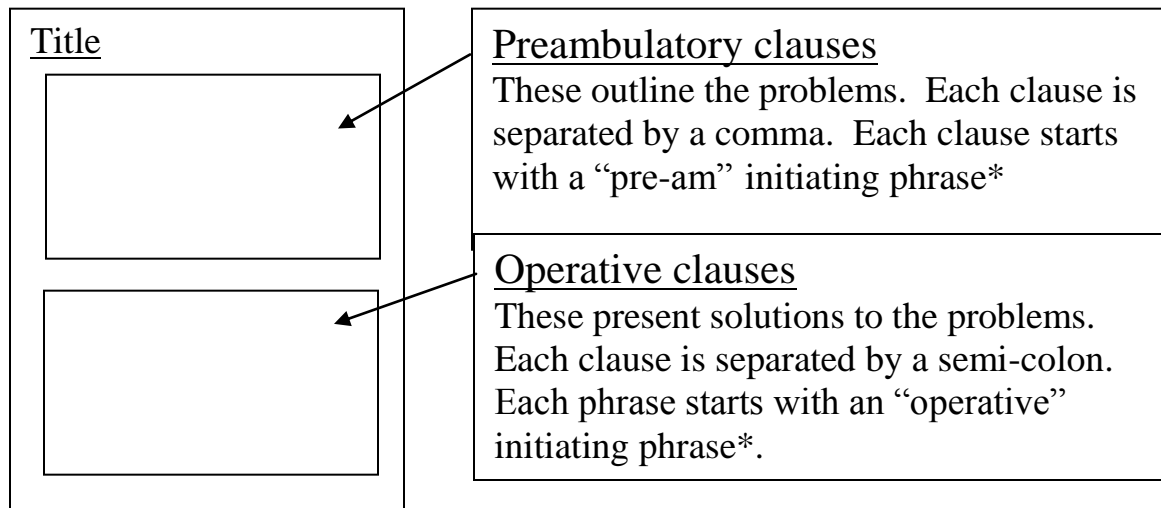 Title
Preambulatory clauses
These outline the problems.  Each clause is
separated by a comma.  Each clause starts
with a “pre-am” initiating phrase*
Operative clauses
These present solutions to the problems.
Each clause is separated by a semi-colon.
Each phrase starts with an “operative”
initiating phrase*.